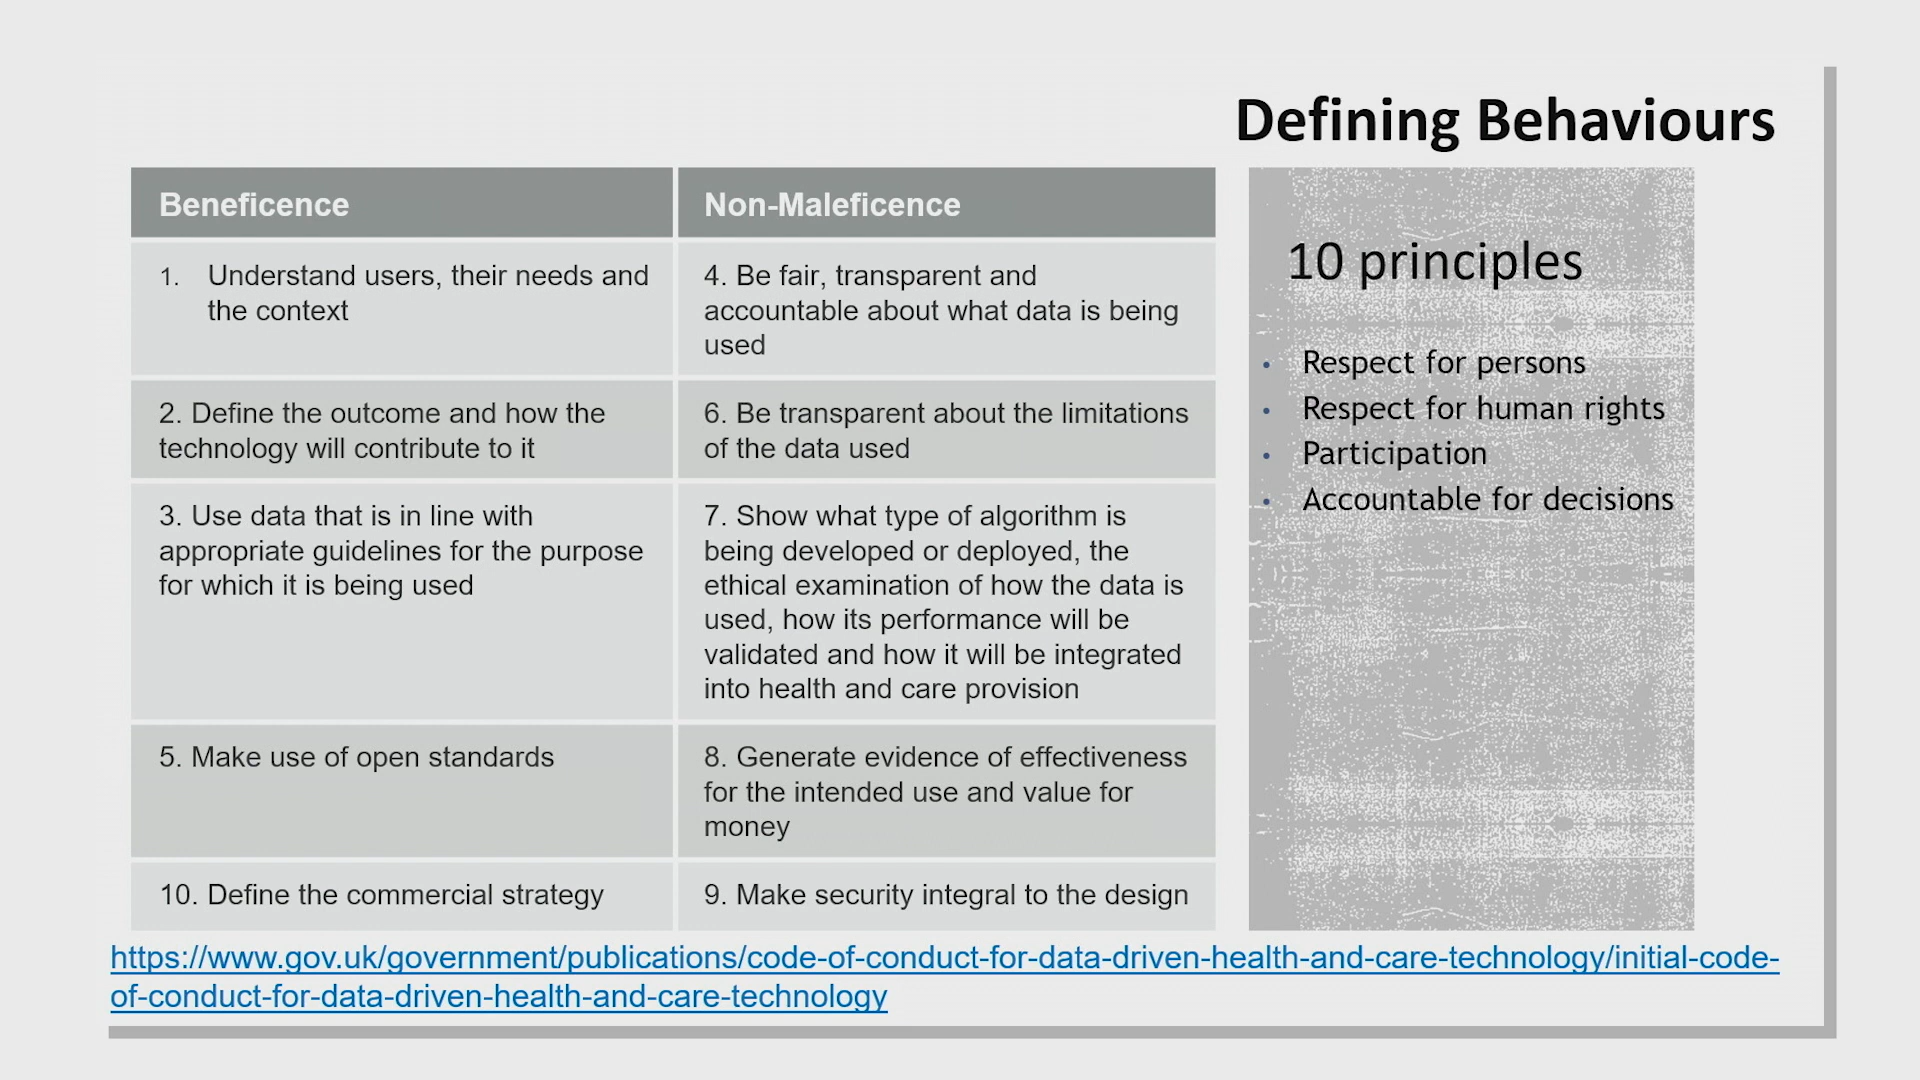 Defining Behaviours
Beneficence
Non-Maleficence
1. Understand users, their needs and
the context
4. Be fair, transparent and
accountable about what data is being
used
2. Define the outcome and how the
technology will contribute to it
6. Be transparent about the limitations
of the data used
3. Use data that is in line with
appropriate guidelines for the purpose
for which it is being used
7. Show what type of algorithm is
being developed or deployed, the
ethical examination of how the data is
used, how its performance will be
validated and how it will be integrated
into health and care provision
5. Make use of open standards
8. Generate evidence of effectiveness
for the intended use and value for
money
10. Define the commercial strategy
9. Make security integral to the design
10 principles
• Respect for persons
• Respect for human rights
• Participation
• Accountable for decisions
https://www.gov.uk/government/publications/code-of-conduct-for-data-driven-health-and-care-technology/initial-code-
of-conduct-for-data-driven-health-and-care-technology